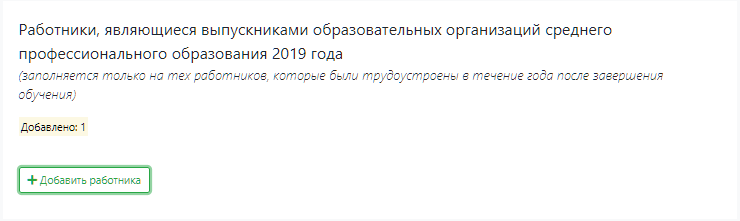 Работники, являющиеся выпускниками образовательных организаций среднего
профессионального образования 2019 года
(заполняется только на тех работников, которые были трудоустроены в течение года после завершения
обучения)
Добавлено: 1
+ Добавить работника